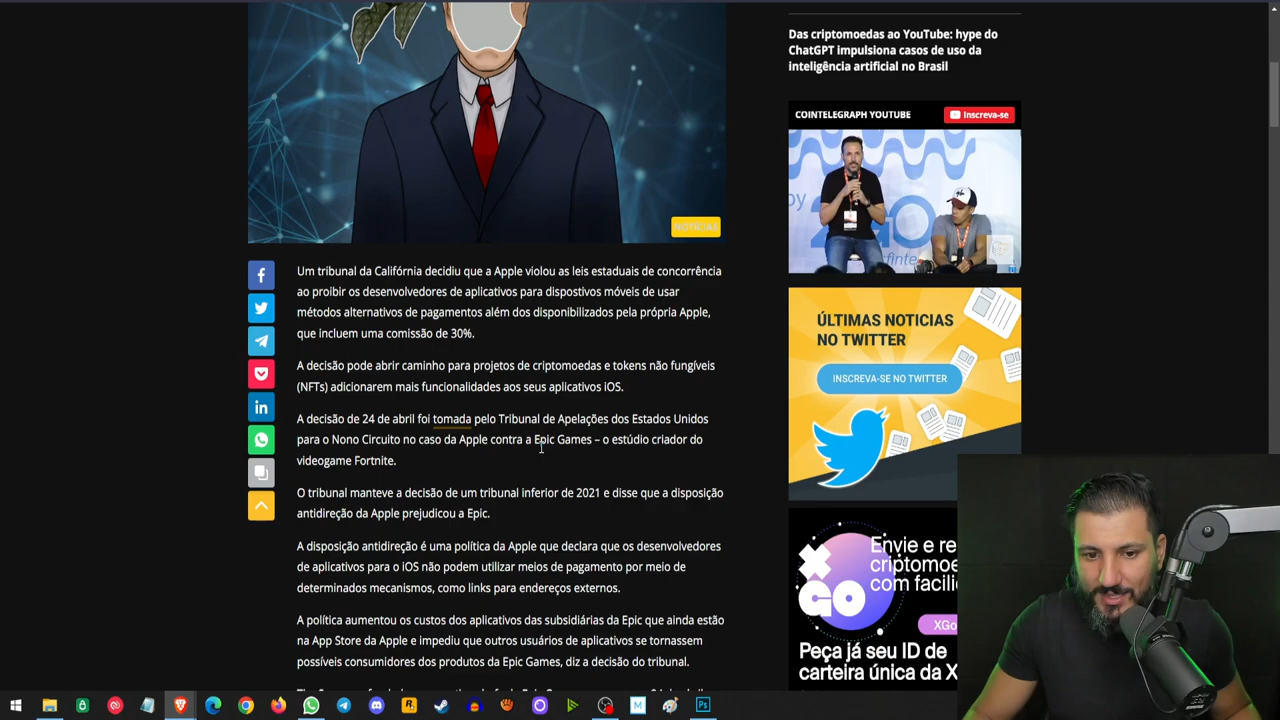 NOTÍCIAS
Um tribunal da Califórnia decidiu que a Apple violou as leis estaduais de concorrência
ao proibir os desenvolvedores de aplicativos para dispostivos móveis de usar
métodos alternativos de pagamentos além dos disponibilizados pela própria Apple,
que incluem uma comissão de 30%.
A decisão pode abrir caminho para projetos de criptomoedas e tokens não fungíveis
(NFTs) adicionarem mais funcionalidades aos seus aplicativos iOS.
A decisão de 24 de abril foi tomada pelo Tribunal de Apelações dos Estados Unidos
para o Nono Circuito no caso da Apple contra a Epic Games – o estúdio criador do
videogame Fortnite.
O tribunal manteve a decisão de um tribunal inferior de 2021 e disse que a disposição
antidireção da Apple prejudicou a Epic.
A disposição antidireção é uma política da Apple que declara que os desenvolvedores
de aplicativos para o iOS não podem utilizar meios de pagamento por meio de
determinados mecanismos, como links para endereços externos.
A política aumentou os custos dos aplicativos das subsidiárias da Epic que ainda estão
na App Store da Apple e impediu que outros usuários de aplicativos se tornassem
possíveis consumidores dos produtos da Epic Games, diz a decisão do tribunal.
Das criptomoedas ao YouTube: hype do
ChatGPT impulsiona casos de uso da
inteligência artificial no Brasil
COINTELEGRAPH YOUTUBE
Inscreva-se
ÚLTIMAS NOTICIAS
NO TWITTER
INSCREVA-SE NO TWITTER
Envie e re
criptomoe
com facili
XGO
XGo
Peça já seu ID de
carteira única da X